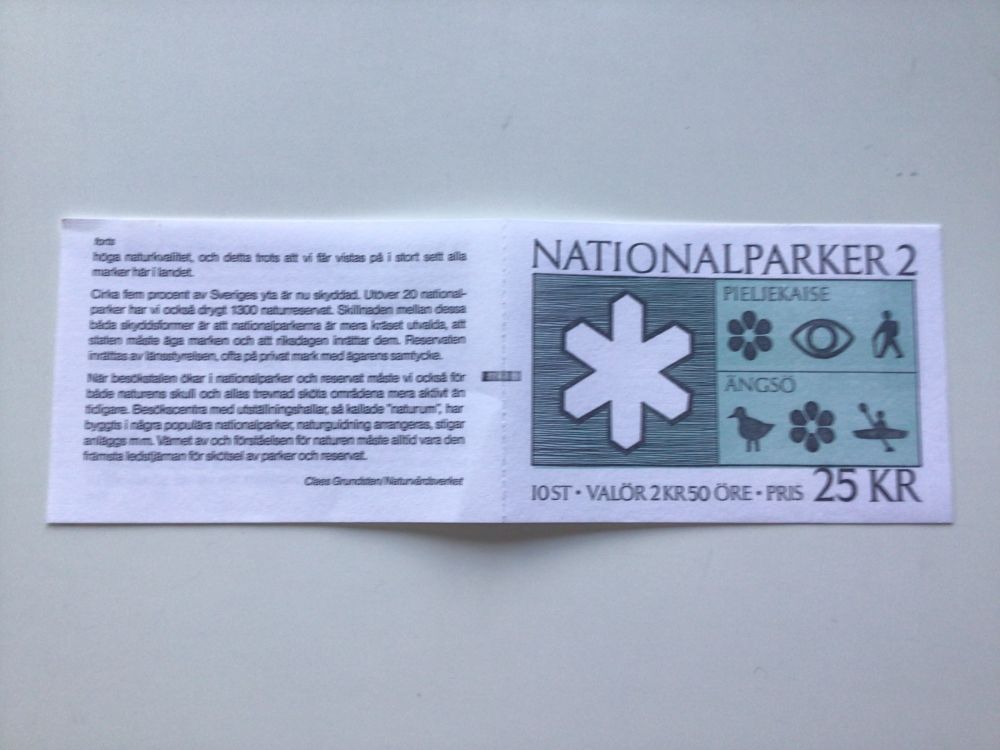 forts
höga naturkvalitet, och detta trots att vi får vistas på i stort sett alla
marker här i landet.
Cirka fem procent av Sveriges yta är nu skyddad. Utöver 20 national-
parker har vi också drygt 1300 naturreservat. Skillnaden mellan dessa
båda skyddsformer är att nationalparkerna är mera kräset utvalda, att
staten måste äga marken och att riksdagen inrättar dem. Reservaten
inrättas av länsstyrelsen, ofta på privat mark med ägarens samtycke.
När besökstalen ökar i nationalparker och reservat måste vi också för
både naturens skull och allas trevnad sköta områdena mera aktivt än
tidigare. Besökscentra med utställningshallar, så kallade "naturum", har
byggts i några populära nationalparker, naturguidning arrangeras, stigar
anläggs m m. Värnet av och förståelsen för naturen måste alltid vara den
främsta ledstjärnan för skötsel av parker och reservat.
Claes Grundsten/Naturvårdsverket
NATIONALPARKER 2
PIELJEKAISE
ÄNGSÖ
10 ST · VALÖR 2 KR 50 ÖRE · PRIS 25 KR